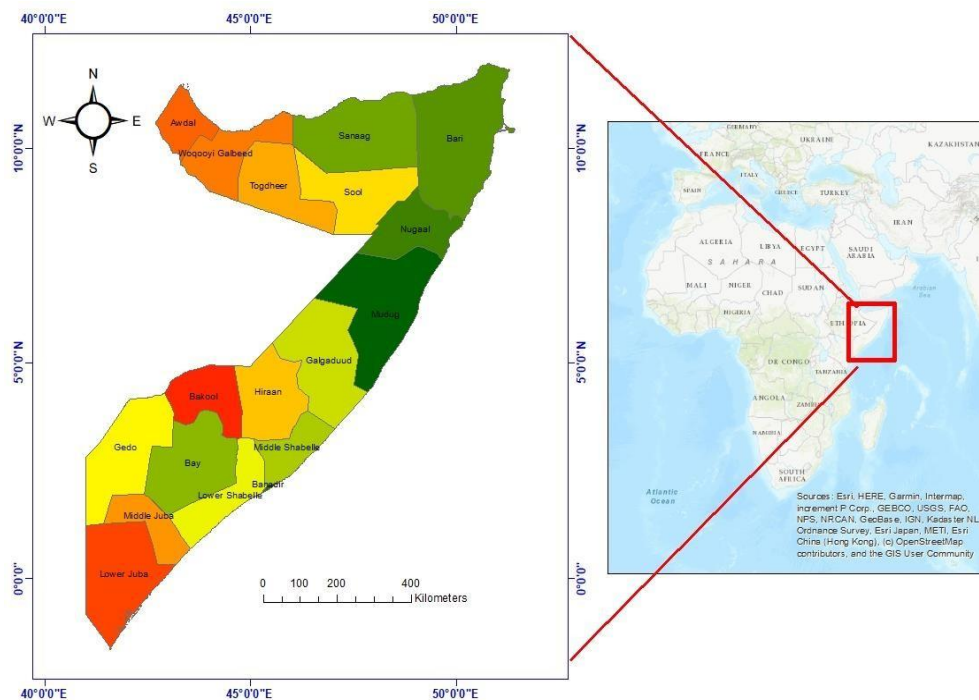 40°0'0"E
45°0'0"E
50°0'0"E
N
W
E
S
10°0'0"N
5°0'0"N
0°0'0"
Awdal
Woqooyi Galbeed
Togdheer
Sanaag
Sool
Bari
Nugaal
Mudug
Galgaduud
Hiraan
Bakool
Gedo
Bay
Middle Shabelle
Banadir
Lower Shabelle
Middle Juba
Lower Juba
0 100 200 400
Kilometers
10°0'0"N
5°0'0"N
0°0'0"
40°0'0"E
45°0'0"E
50°0'0"E
GERMANY
UKRAINE
FRANCE
KAZAKHSTAN
ITALY
SPAIN
GREECE
TURKEY
IRAN
ALGERIA
LIBYA
EGYPT
SAUDI
ARABIA
SAHARA
MALI
NIGER
CHAD
SUDAN
Arabian
Sea
NIGERIA
ETHIOPIA
DR CONGO
TANZANIA
ANGOLA
NAMIBIA
SOUTH
AFRICA
Atlantic
Ocean
Sources: Esri, HERE, Garmin, Intermap,
increment P Corp., GEBCO, USGS, FAO,
NPS, NRCAN, GeoBase, IGN, Kadaster NL,
Ordnance Survey, Esri Japan, METI, Esri
China (Hong Kong), (c) OpenStreetMap
contributors, and the GIS User Community